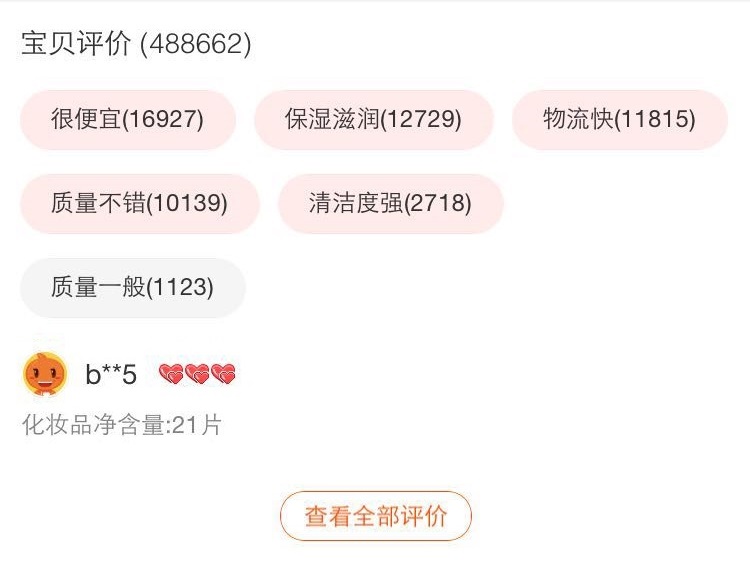 宝贝评价 (488662)
很便宜(16927) 保湿滋润(12729) 物流快(11815)
质量不错(10139) 清洁度强(2718)
质量一般(1123)
b**5
化妆品净含量:21片
查看全部评价